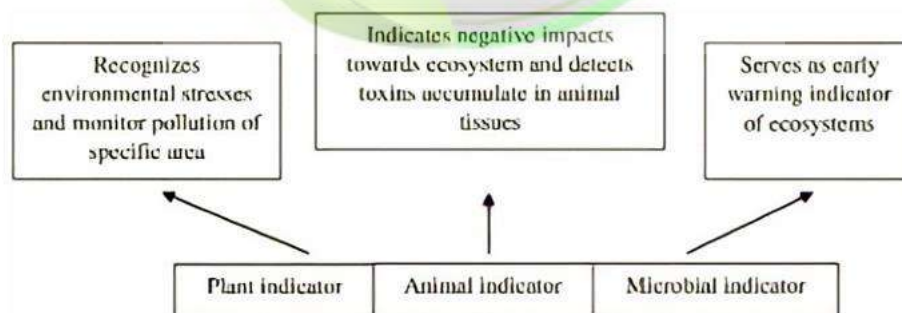 Recognizes
environmental stresses
and monitor pollution of
specific area
Indicates negative impacts
towards ecosystem and detects
toxins accumulate in animal
tissues
Serves as early
warning indicator
of ecosystems
Plant indicator
Animal indicator
Microbial indicator